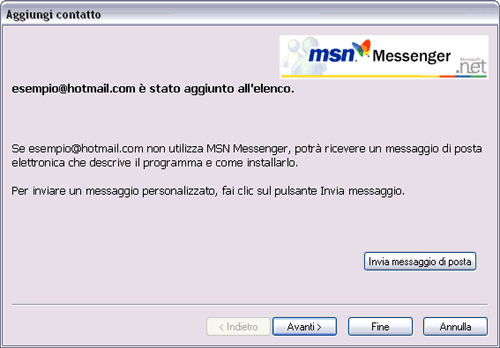 Aggiungi contatto
msn Messenger
Microsoft
.net
esempio@hotmail.com è stato aggiunto all'elenco.
Se esempio@hotmail.com non utilizza MSN Messenger, potrà ricevere un messaggio di posta
elettronica che descrive il programma e come installarlo.
Per inviare un messaggio personalizzato, fai clic sul pulsante Invia messaggio.
Invia messaggio di posta
< Indietro
Avanti >
Fine
Annulla